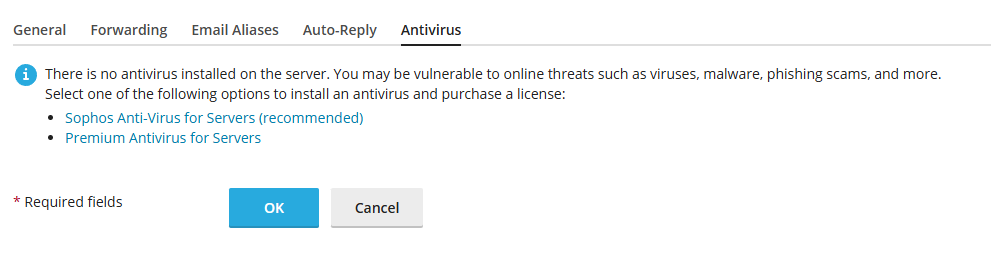 General Forwarding Email Aliases Auto-Reply Antivirus
There is no antivirus installed on the server. You may be vulnerable to online threats such as viruses, malware, phishing scams, and more.
Select one of the following options to install an antivirus and purchase a license:
• Sophos Anti-Virus for Servers (recommended)
• Premium Antivirus for Servers
* Required fields OK Cancel